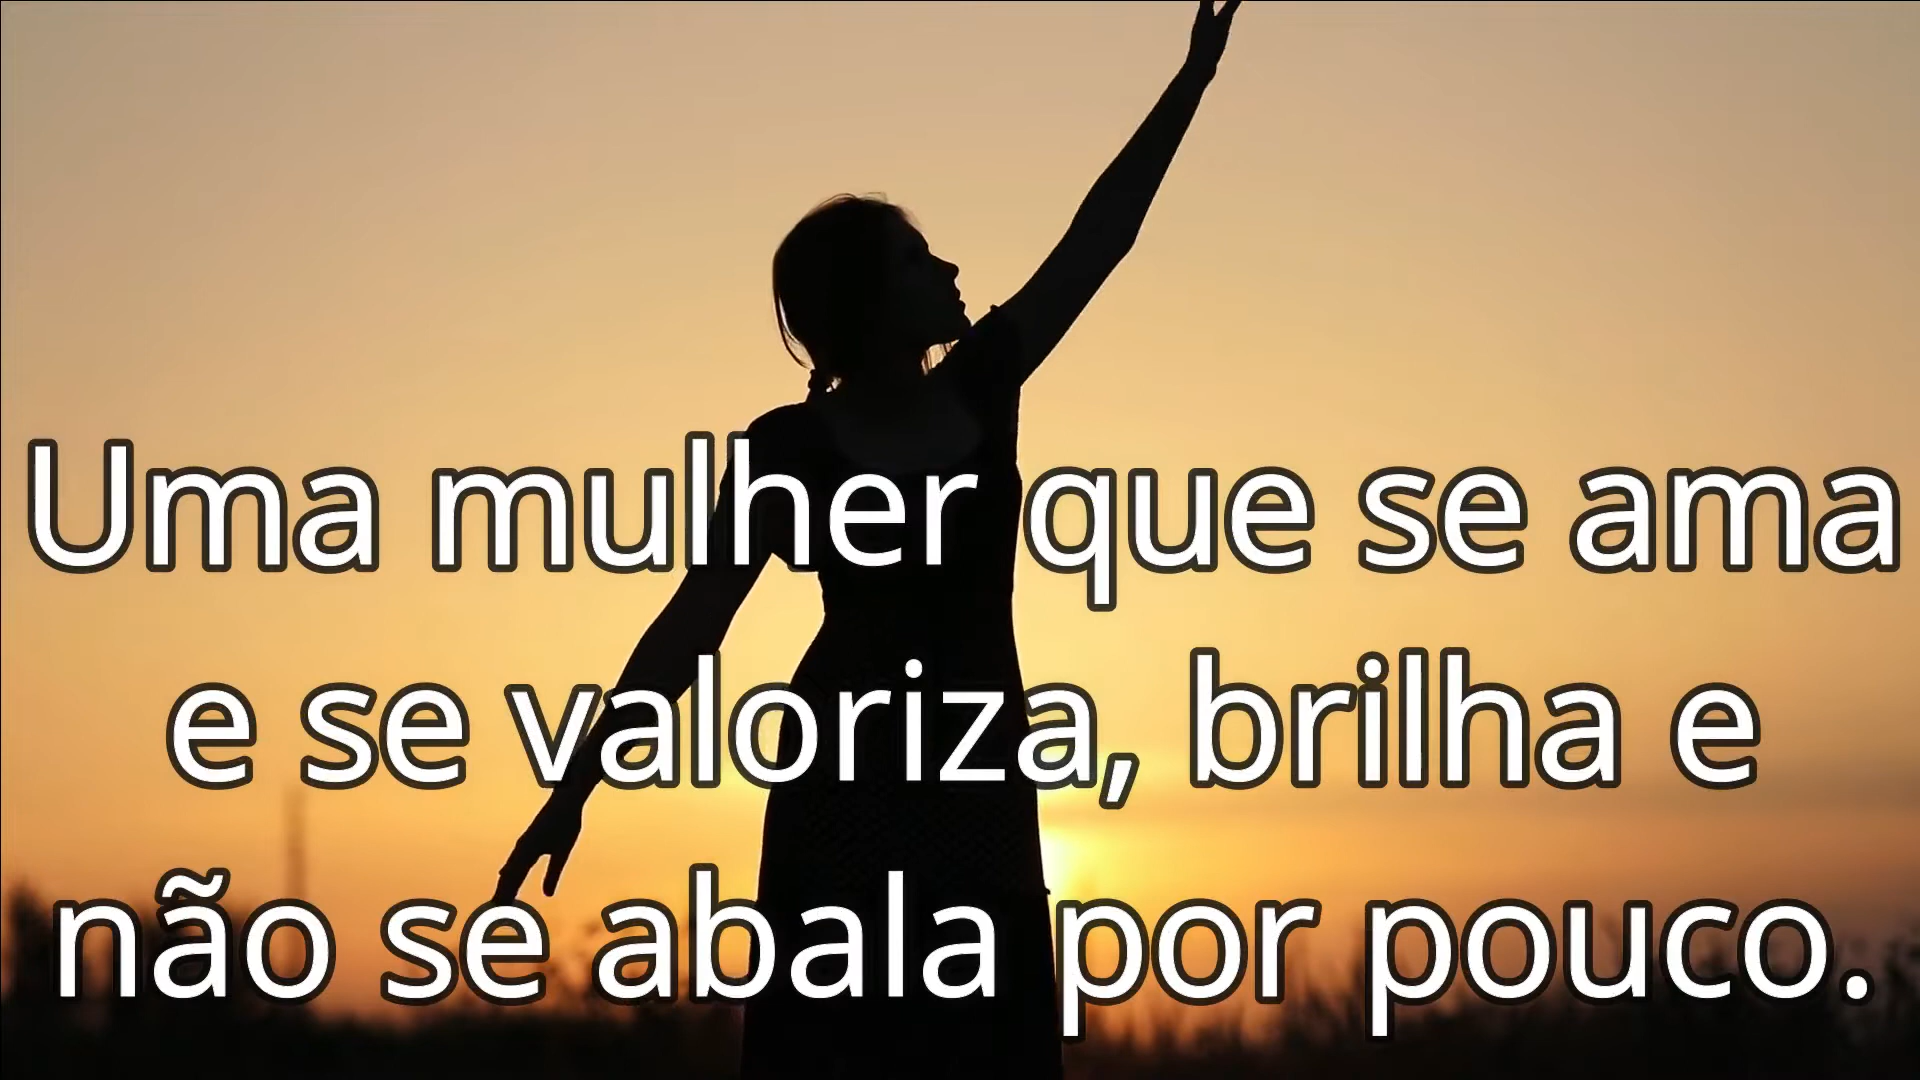 Uma mulher que se ama
e se valoriza, brilha e
não se abala por pouco.